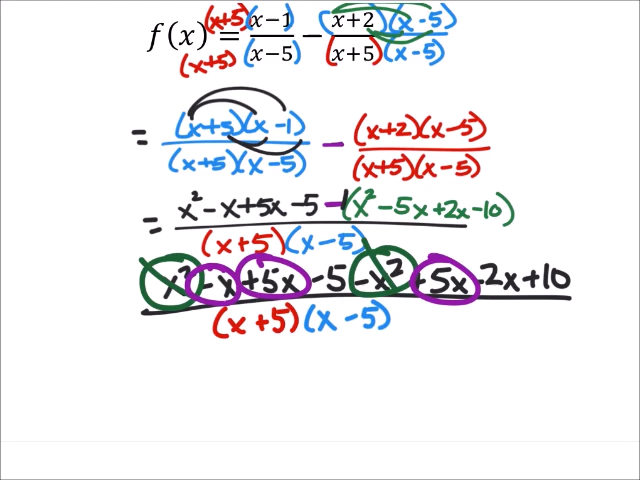 f(x) (x+5)/(x+5) = (x-1)/(x-5) - (x+2)/(x+5) (x-5)/(x-5)
= (x+5)(x-1)/(x+5)(x-5) - (x+2)(x-5)/(x+5)(x-5)
= x² - x + 5x - 5 - 1(x² - 5x + 2x - 10)
(x+5)(x-5)
x² - x + 5x - 5 - x² + 5x - 2x + 10
(x+5)(x-5)